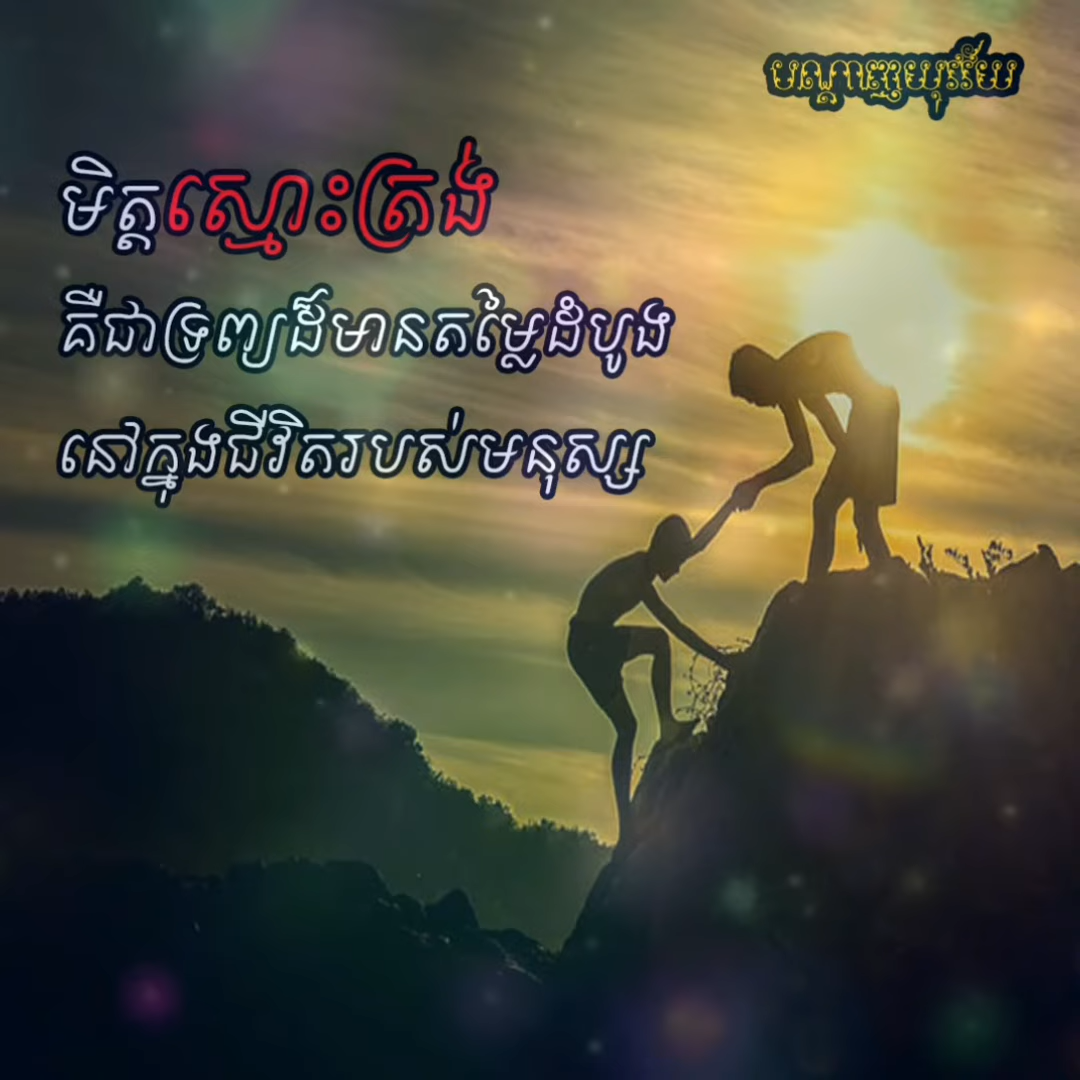 បណ្ដាញយុវវ័យ
មិត្តស្មោះត្រង់
គឺជាទ្រព្យដ៏មានតម្លៃដំបូង
នៅក្នុងជីវិតរបស់មនុស្ស